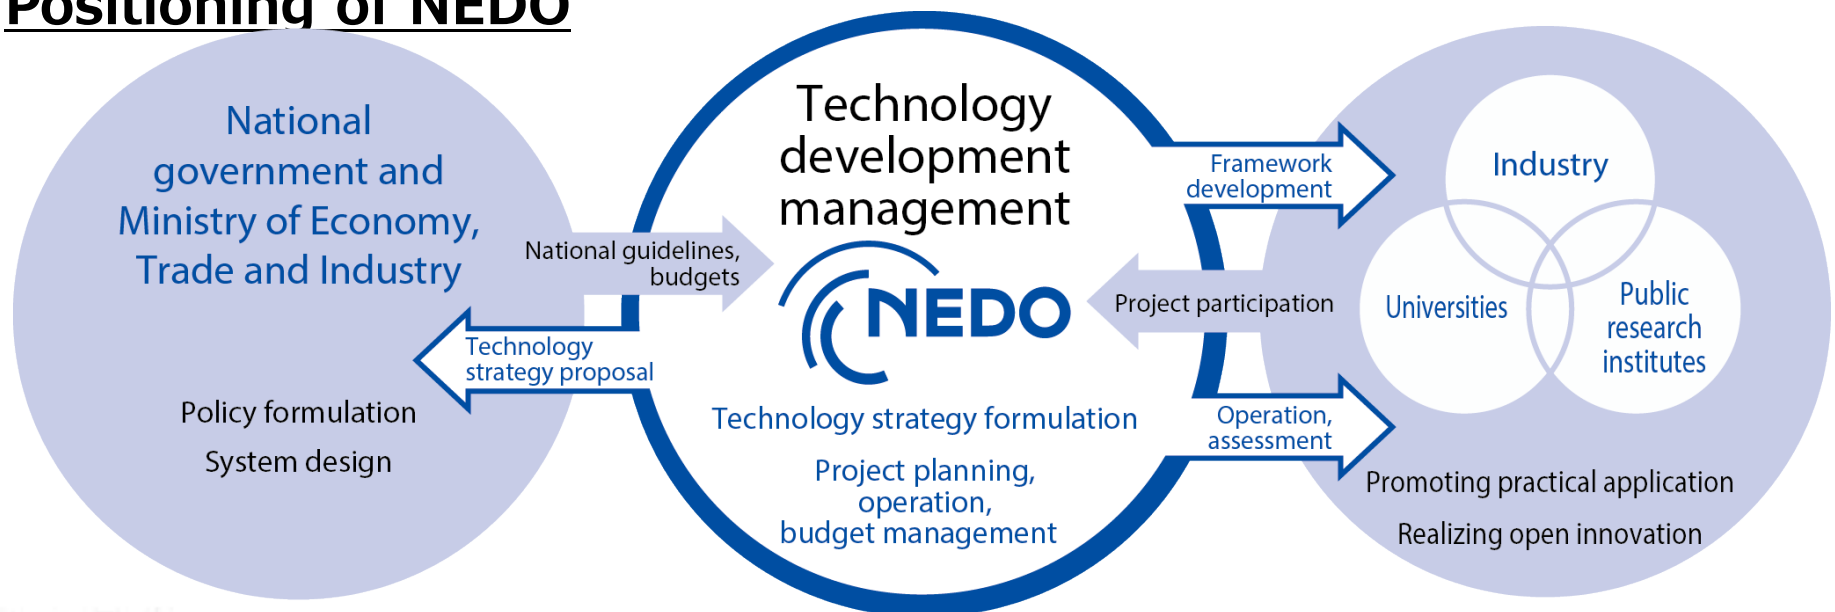 Positioning of NEDO
National
government and
Ministry of Economy,
Trade and Industry
Policy formulation
System design
National guidelines,
budgets
Technology
strategy proposal
Technology
development
management
NEDO
Technology strategy formulation
Project planning,
operation,
budget management
Framework
development
Project participation
Operation,
assessment
Industry
Universities
Public
research
institutes
Promoting practical application
Realizing open innovation